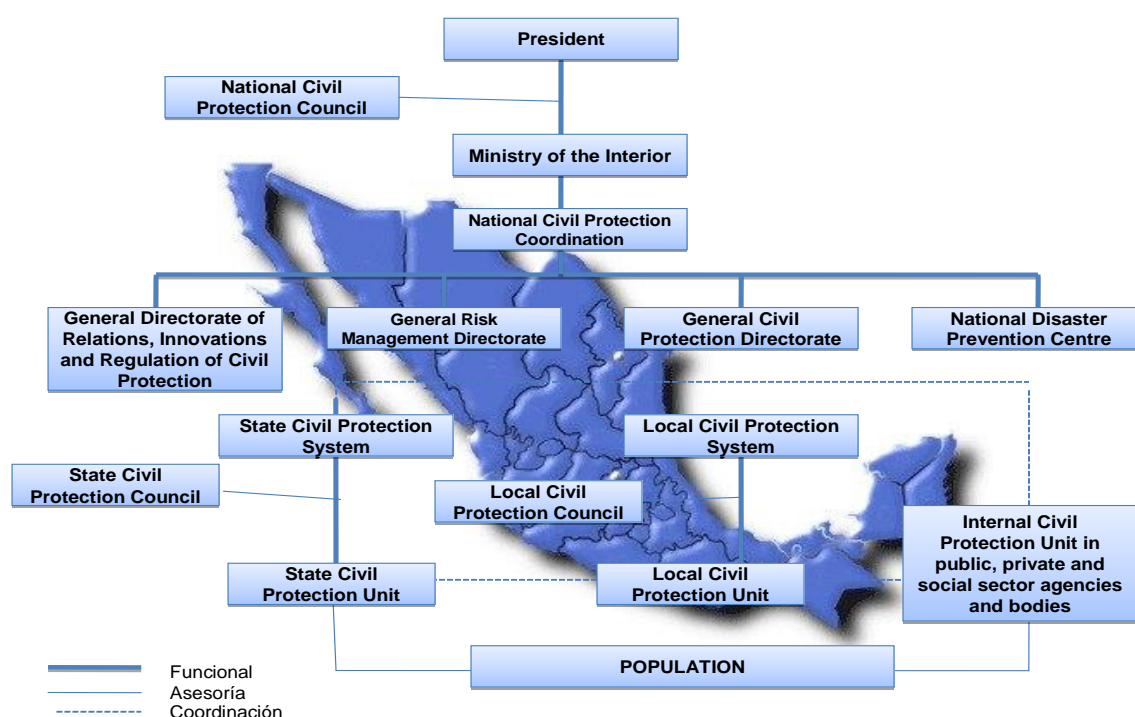 President
National Civil
Protection Council
Ministry of the Interior
National Civil Protection
Coordination
General Directorate of
Relations, Innovations
and Regulation of Civil
Protection
General Risk
Management Directorate
General Civil
Protection Directorate
National Disaster
Prevention Centre
State Civil Protection
System
Local Civil Protection
System
State Civil
Protection Council
Local Civil
Protection Council
Internal Civil
Protection Unit in
public, private and
social sector agencies
and bodies
State Civil
Protection Unit
Local Civil
Protection Unit
POPULATION
Funcional
Asesoría
Coordinación